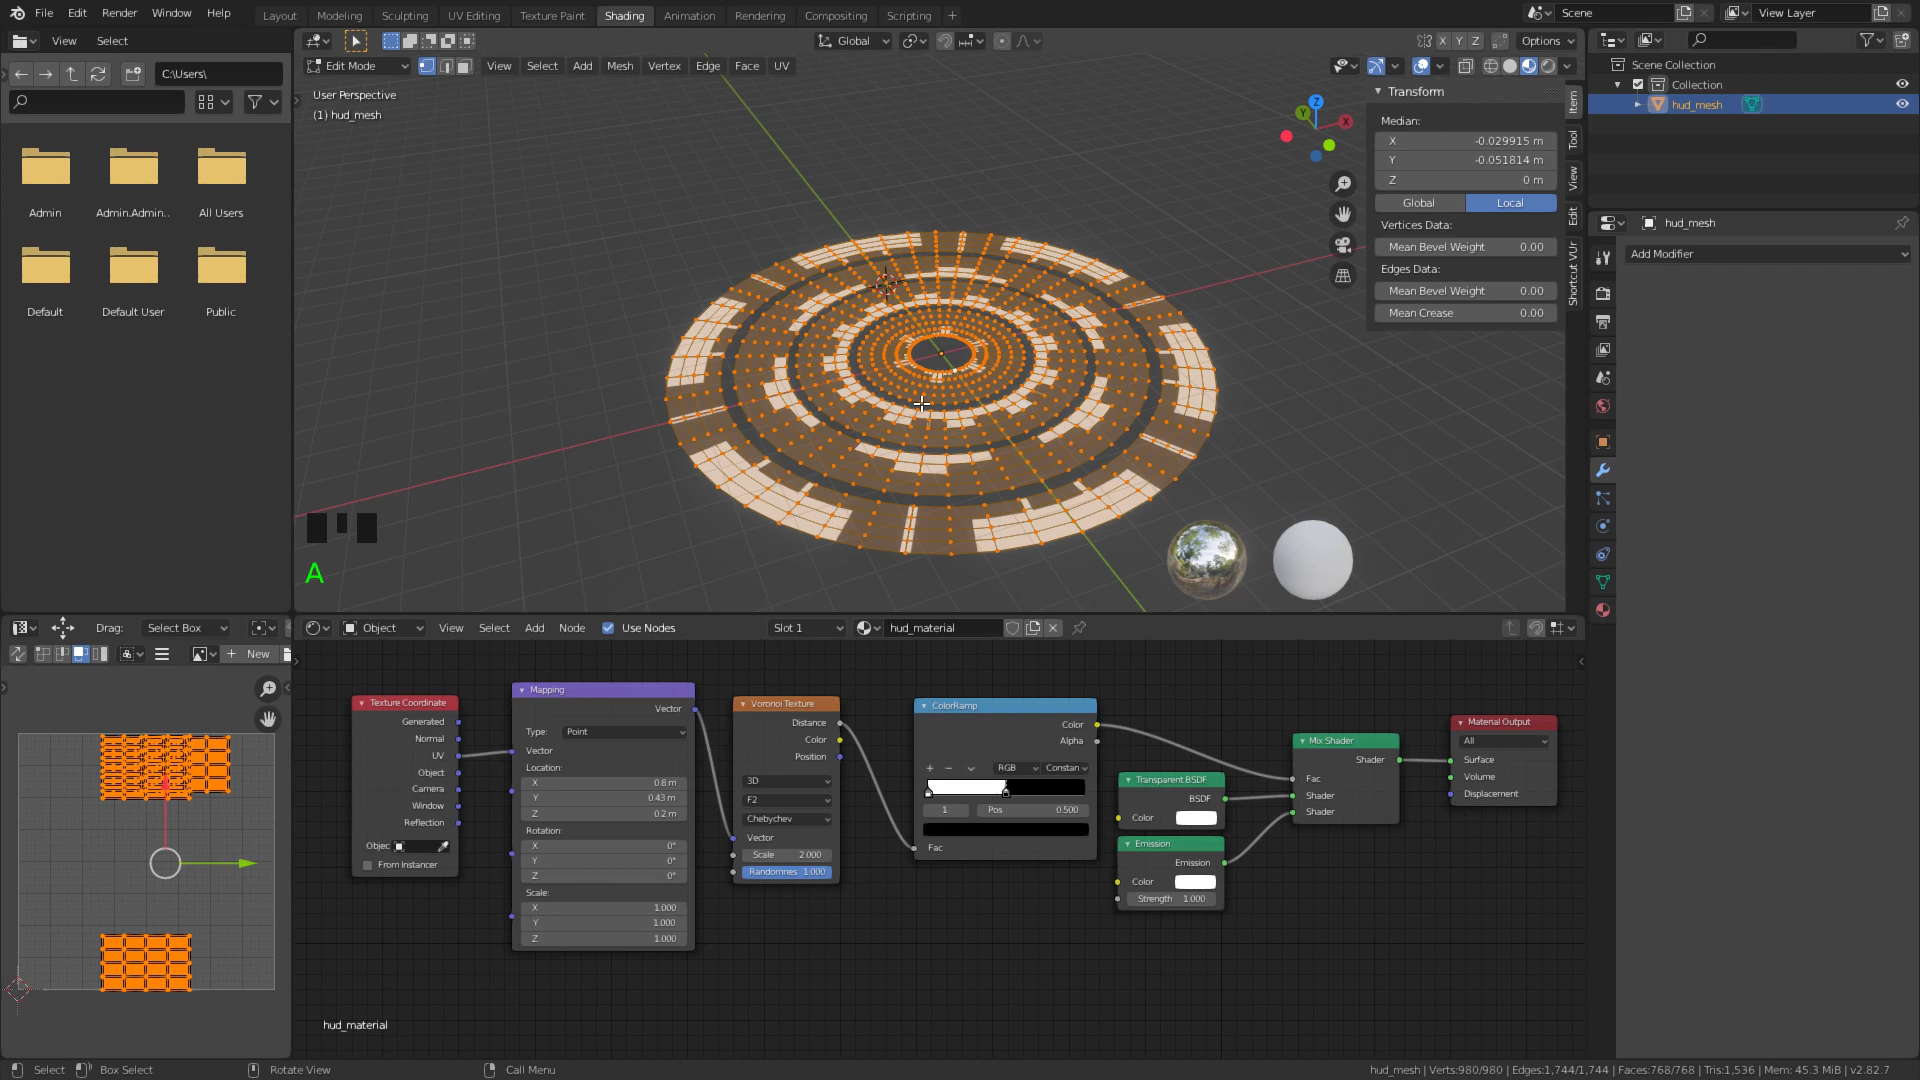 File Edit Render Window Help
Layout Modeling Sculpting UV Editing Texture Paint Shading Animation Rendering Compositing Scripting +
Scene
View Layer
View Select
Global
X Y Z
Options
C:\Users\
Edit Mode
View Select Add Mesh Vertex Edge Face UV
User Perspective
(1) hud_mesh
Admin
Admin.Admin..
All Users
Default
Default User
Public
Z
Y
X
Transform
Median:
X -0.029915 m
Y -0.051814 m
Z 0 m
Global Local
Vertices Data:
Mean Bevel Weight 0.00
Edges Data:
Mean Bevel Weight 0.00
Mean Crease 0.00
Item
Tool
View
Edit
Shortcut VUr
Scene Collection
Collection
hud_mesh
hud_mesh
Add Modifier
A
Drag: Select Box
New
Object View Select Add Node Use Nodes
Slot 1
hud_material
Texture Coordinate
Generated
Normal
UV
Object
Camera
Window
Reflection
Objec
From Instancer
Mapping
Vector
Type: Point
Vector
Location:
X 0.8 m
Y 0.43 m
Z 0.2 m
Rotation:
X 0°
Y 0°
Z 0°
Scale:
X 1.000
Y 1.000
Z 1.000
Voronoi Texture
Distance
Color
Position
3D
F2
Chebychev
Vector
Scale 2.000
Randomnes 1.000
ColorRamp
Color
Alpha
RGB Constan
1 Pos 0.500
Fac
Transparent BSDF
BSDF
Color
Emission
Emission
Color
Strength 1.000
Mix Shader
Shader
Fac
Shader
Shader
Material Output
All
Surface
Volume
Displacement
hud_material
Select Box Select Rotate View Call Menu
hud_mesh | Verts:980/980 | Edges:1,744/1,744 | Faces:768/768 | Tris:1,536 | Mem: 45.3 MiB | v2.82.7